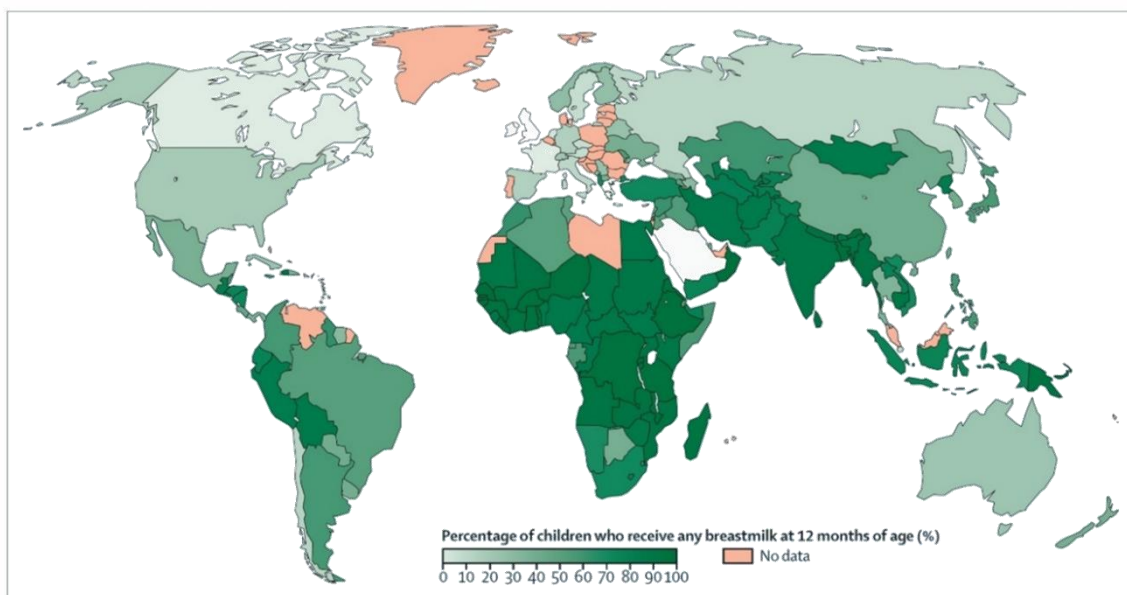 Percentage of children who receive any breastmilk at 12 months of age (%)
No data
0 10 20 30 40 50 60 70 80 90 100